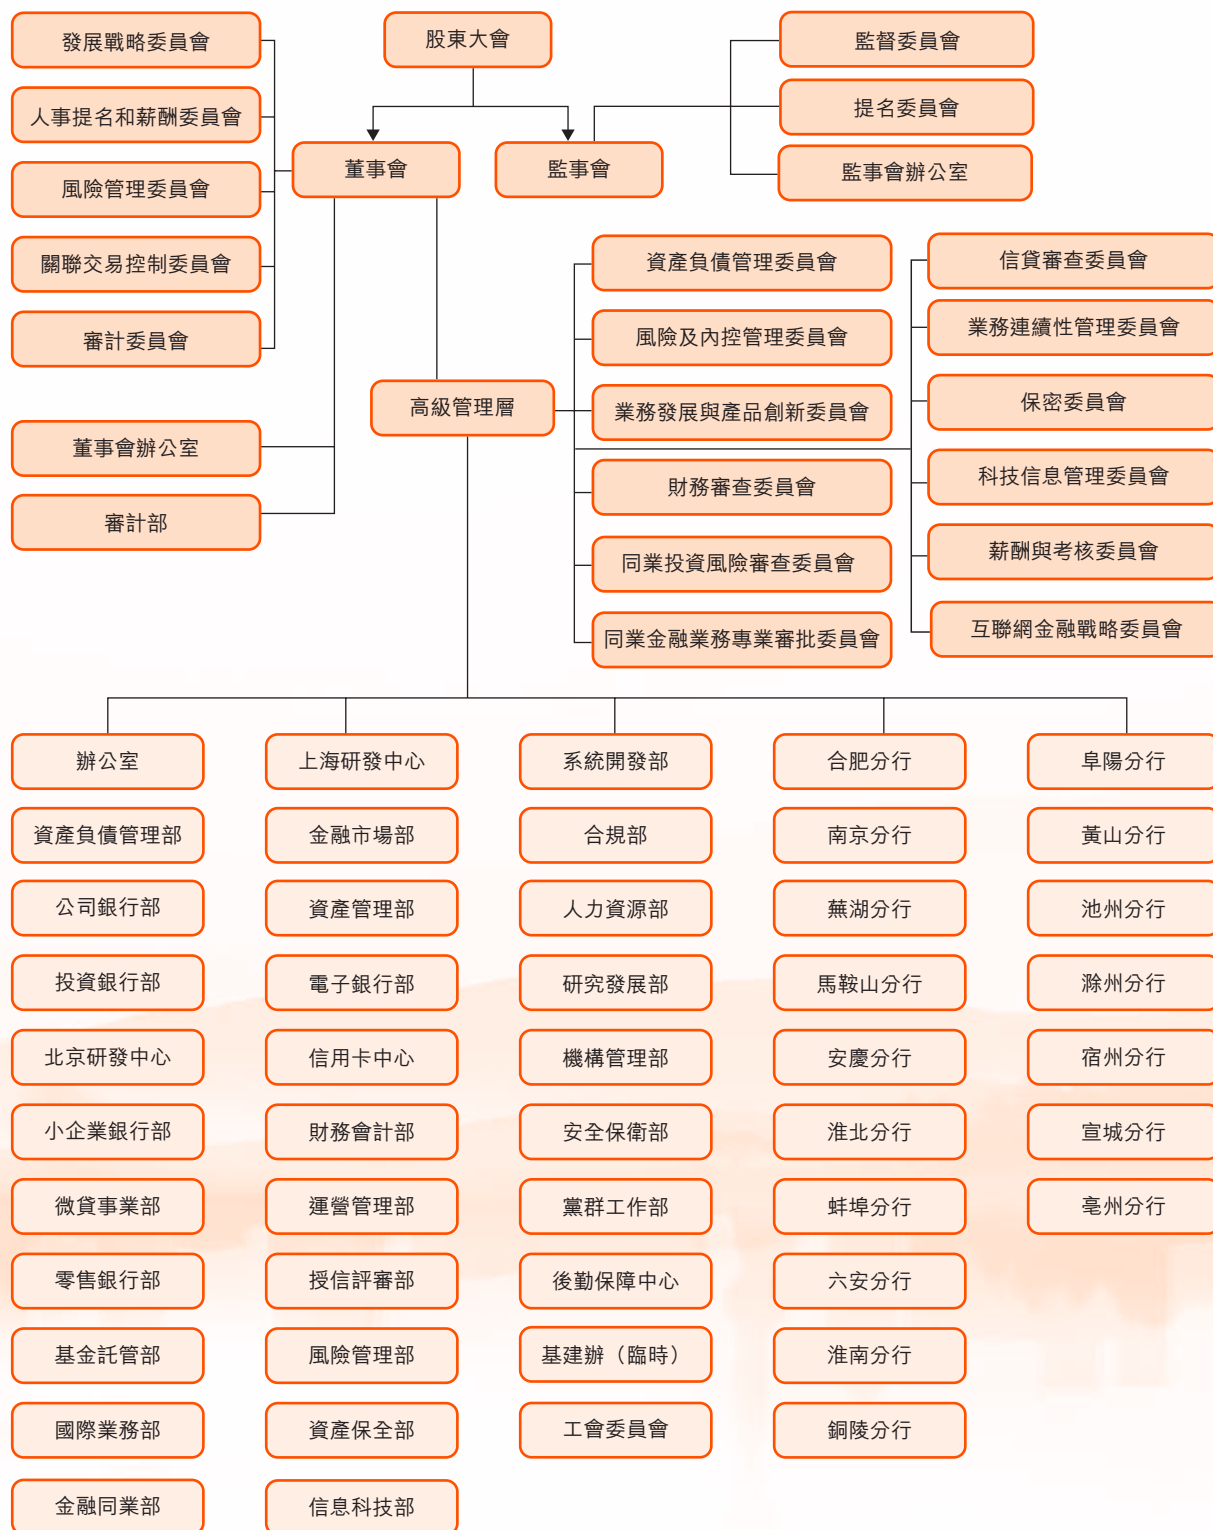 股東大會
董事會
監事會
發展戰略委員會
人事提名和薪酬委員會
風險管理委員會
關聯交易控制委員會
審計委員會
董事會辦公室
審計部
監督委員會
提名委員會
監事會辦公室
高級管理層
資產負債管理委員會
風險及內控管理委員會
業務發展與產品創新委員會
財務審查委員會
同業投資風險審查委員會
同業金融業務專業審批委員會
信貸審查委員會
業務連續性管理委員會
保密委員會
科技信息管理委員會
薪酬與考核委員會
互聯網金融戰略委員會
辦公室
資產負債管理部
公司銀行部
投資銀行部
北京研發中心
小企業銀行部
微貸事業部
零售銀行部
基金託管部
國際業務部
金融同業部
上海研發中心
金融市場部
資產管理部
電子銀行部
信用卡中心
財務會計部
運營管理部
授信評審部
風險管理部
資產保全部
信息科技部
系統開發部
合規部
人力資源部
研究發展部
機構管理部
安全保衛部
黨群工作部
後勤保障中心
基建辦（臨時）
工會委員會
合肥分行
南京分行
蕪湖分行
馬鞍山分行
安慶分行
淮北分行
蚌埠分行
六安分行
淮南分行
銅陵分行
阜陽分行
黃山分行
池州分行
滁州分行
宿州分行
宣城分行
亳州分行